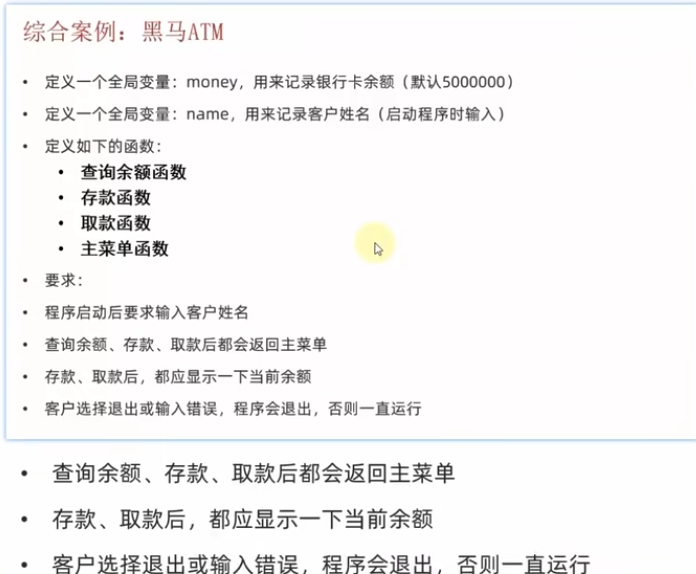 综合案例：黑马ATM
• 定义一个全局变量：money，用来记录银行卡余额（默认5000000）
• 定义一个全局变量：name，用来记录客户姓名（启动程序时输入）
• 定义如下的函数：
• 查询余额函数
• 存款函数
• 取款函数
• 主菜单函数
• 要求：
• 程序启动后要求输入客户姓名
• 查询余额、存款、取款后都会返回主菜单
• 存款、取款后，都应显示一下当前余额
• 客户选择退出或输入错误，程序会退出，否则一直运行
• 查询余额、存款、取款后都会返回主菜单
• 存款、取款后，都应显示一下当前余额
• 客户选择退出或输入错误，程序会退出，否则一直运行